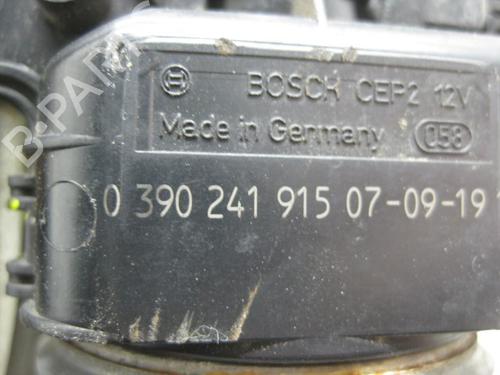 BOSCH CEP2 12V
Made in Germany 058
0 390 241 915 07-09-19
B-PARTS